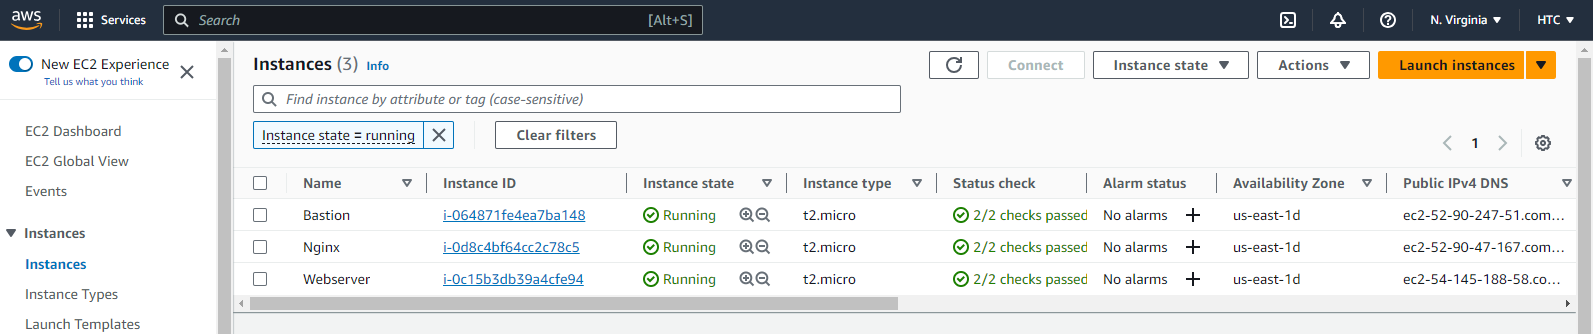 aws Services Search [Alt+S] N. Virginia HTC
New EC2 Experience
Tell us what you think
EC2 Dashboard
EC2 Global View
Events
Instances
Instances
Instance Types
Launch Templates
Instances (3) Info Connect Instance state Actions Launch instances
Find instance by attribute or tag (case-sensitive)
Instance state = running Clear filters 1
Name Instance ID Instance state Instance type Status check Alarm status Availability Zone Public IPv4 DNS
Bastion i-064871fe4ea7ba148 Running t2.micro 2/2 checks passed No alarms us-east-1d ec2-52-90-247-51.com...
Nginx i-0d8c4bf64cc2c78c5 Running t2.micro 2/2 checks passed No alarms us-east-1d ec2-52-90-47-167.com...
Webserver i-0c15b3db39a4cfe94 Running t2.micro 2/2 checks passed No alarms us-east-1d ec2-54-145-188-58.co...